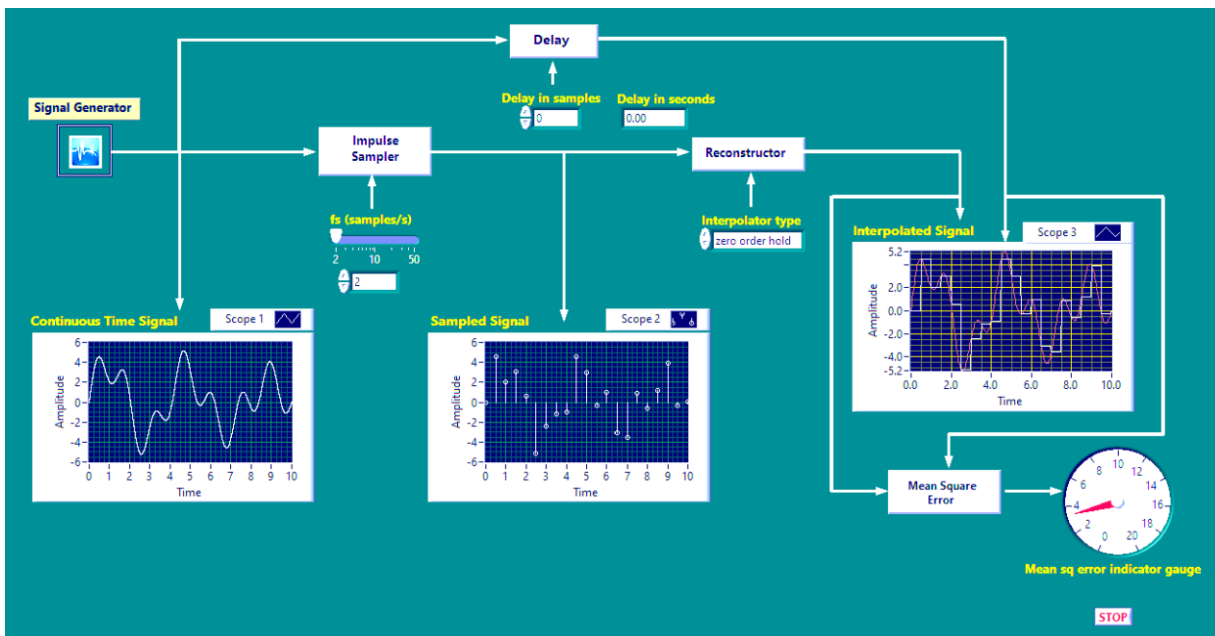 Delay
Delay in samples
Delay in seconds
0
0.00
Signal Generator
Impulse
Sampler
Reconstructor
fs (samples/s)
2 10 50
2
Interpolator type
zero order hold
Continuous Time Signal
Scope 1
Amplitude
6
4
2
0
-2
-4
-6
0 1 2 3 4 5 6 7 8 9 10
Time
Sampled Signal
Scope 2
Amplitude
6
4
2
0
-2
-4
-6
0 1 2 3 4 5 6 7 8 9 10
Time
Interpolated Signal
Scope 3
Amplitude
5.2
2.0
0.0
-2.0
-4.0
-5.2
0.0 2.0 4.0 6.0 8.0 10.0
Time
Mean Square
Error
0 2 4 6 8 10 12 14 16 18 20
Mean sq error indicator gauge
STOP